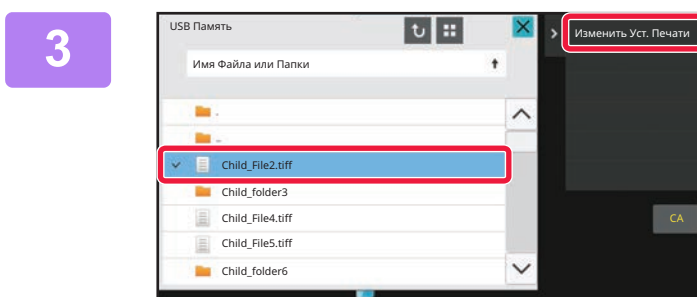 3
USB Память
Изменить Уст. Печати
Имя Файла или Папки
.
..
Child_File2.tiff
Child_folder3
Child_File4.tiff
Child_File5.tiff
CA
Child_folder6